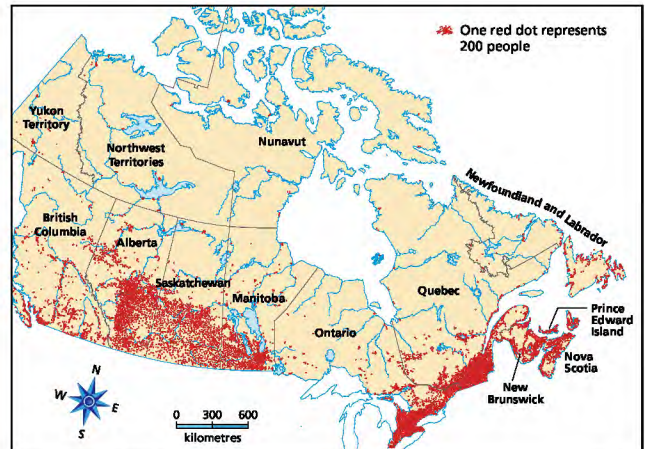 One red dot represents
200 people
Yukon
Territory
Northwest
Territories
Nunavut
Newfoundland and Labrador
British
Columbia
Alberta
Saskatchewan
Manitoba
Ontario
Quebec
Prince
Edward
Island
Nova
Scotia
New
Brunswick
N
W
E
S
0 300 600
kilometres